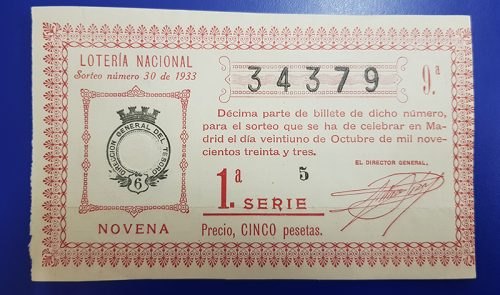 LOTERÍA NACIONAL
Sorteo número 30 de 1933
34379
9.ª
DIRECCION GENERAL DEL TESORO
6
Décima parte de billete de dicho número,
para el sorteo que se ha de celebrar en Ma-
drid el día veintiuno de Octubre de mil nove-
cientos treinta y tres.
EL DIRECTOR GENERAL,
1.ª
5
SERIE
NOVENA
Precio, CINCO pesetas.